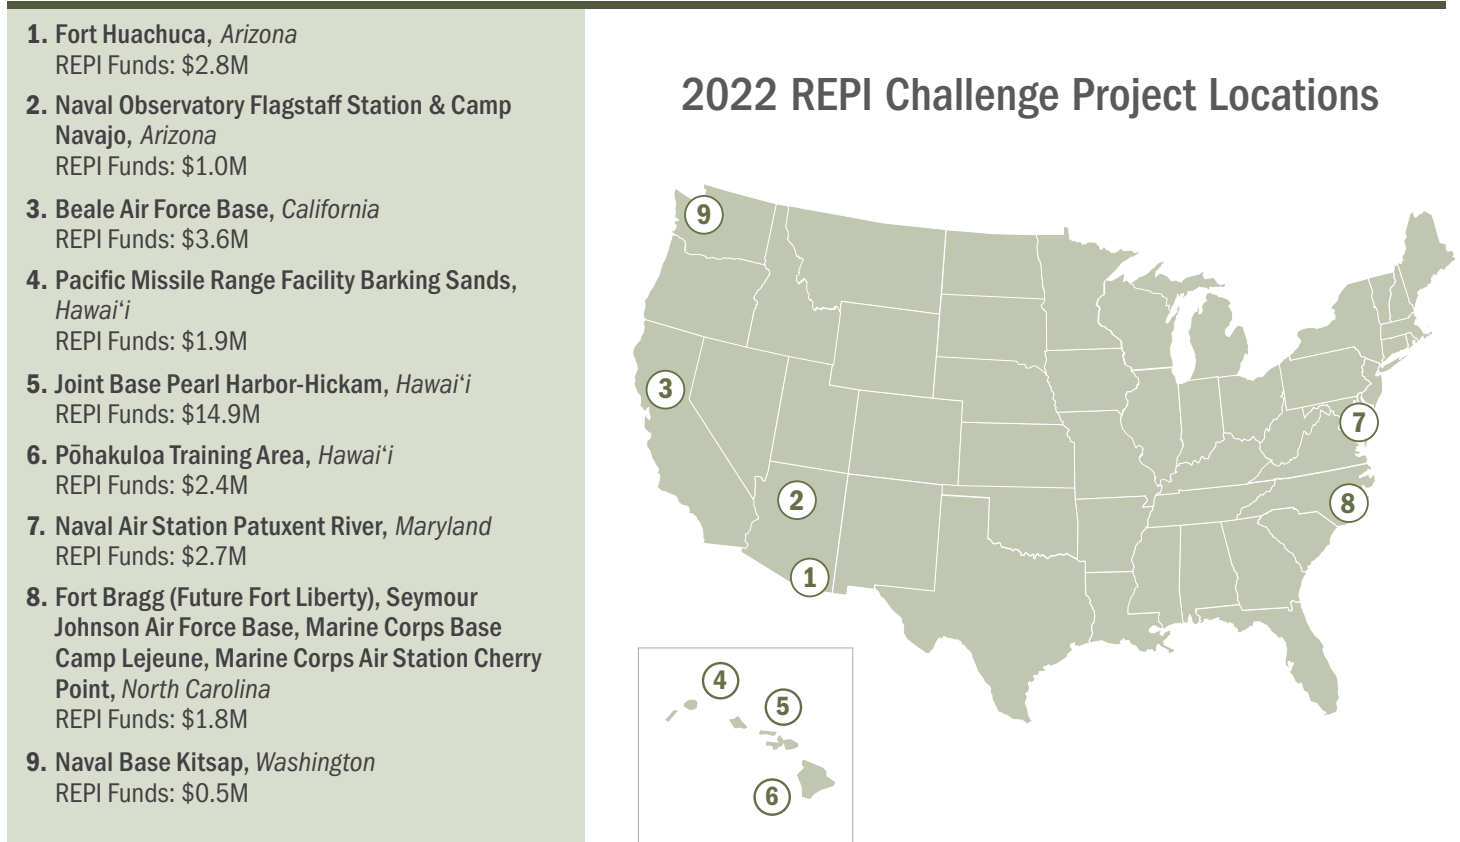 1. Fort Huachuca, Arizona
REPI Funds: $2.8M
2. Naval Observatory Flagstaff Station & Camp
Navajo, Arizona
REPI Funds: $1.0M
3. Beale Air Force Base, California
REPI Funds: $3.6M
4. Pacific Missile Range Facility Barking Sands,
Hawai‘i
REPI Funds: $1.9M
5. Joint Base Pearl Harbor-Hickam, Hawai‘i
REPI Funds: $14.9M
6. Pōhakuloa Training Area, Hawai‘i
REPI Funds: $2.4M
7. Naval Air Station Patuxent River, Maryland
REPI Funds: $2.7M
8. Fort Bragg (Future Fort Liberty), Seymour
Johnson Air Force Base, Marine Corps Base
Camp Lejeune, Marine Corps Air Station Cherry
Point, North Carolina
REPI Funds: $1.8M
9. Naval Base Kitsap, Washington
REPI Funds: $0.5M
2022 REPI Challenge Project Locations
9
3
7
2
8
1
4
5
6